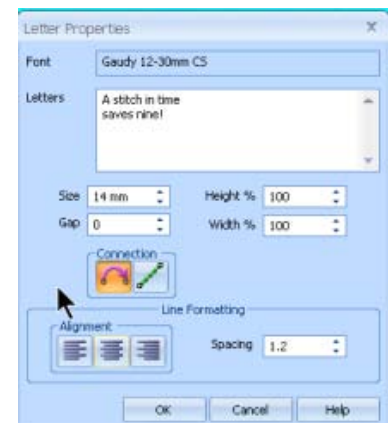 Letter Properties X
Font Gaudy 12-30mm CS
Letters A stitch in time
saves nine!
Size 14 mm Height % 100
Gap 0 Width % 100
Connection
Line Formatting
Alignment
Spacing 1.2
OK Cancel Help